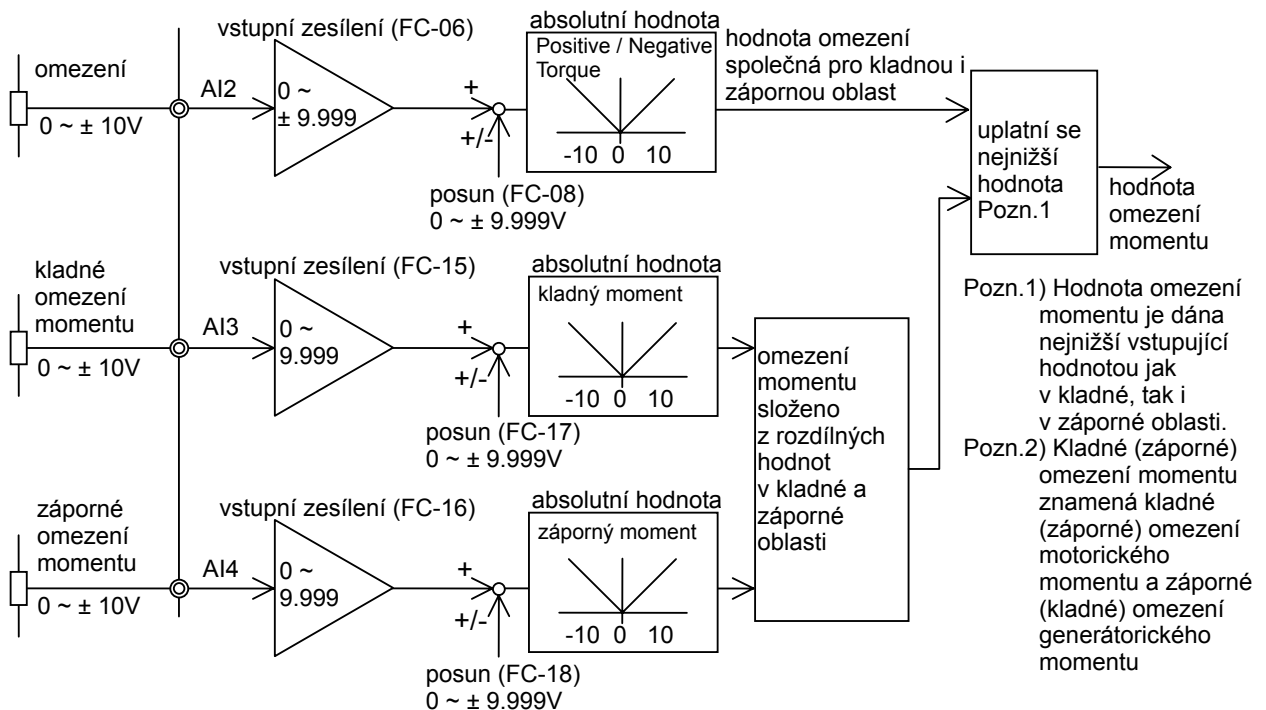 vstupní zesílení (FC-06)
absolutní hodnota
omezení
AI2
0 ~ ± 10V
0 ~
± 9.999
+
+/-
Positive / Negative
Torque
-10 0 10
posun (FC-08)
0 ~ ± 9.999V
hodnota omezení
společná pro kladnou i
zápornou oblast
uplatní se
nejnižší
hodnota
Pozn.1
hodnota
omezení
momentu
vstupní zesílení (FC-15)
absolutní hodnota
kladné
omezení
momentu
AI3
0 ~ ± 10V
0 ~
9.999
+
+/-
kladný moment
-10 0 10
posun (FC-17)
0 ~ ± 9.999V
omezení
momentu
složeno
z rozdílných
hodnot
v kladné a
záporné
oblasti
vstupní zesílení (FC-16)
absolutní hodnota
záporné
omezení
momentu
AI4
0 ~ ± 10V
0 ~
9.999
+
+/-
záporný moment
-10 0 10
posun (FC-18)
0 ~ ± 9.999V
Pozn.1) Hodnota omezení
momentu je dána
nejnižší vstupující
hodnotou jak
v kladné, tak i
v záporné oblasti.
Pozn.2) Kladné (záporné)
omezení momentu
znamená kladné
(záporné) omezení
motorického
momentu a záporné
(kladné) omezení
generátorického
momentu